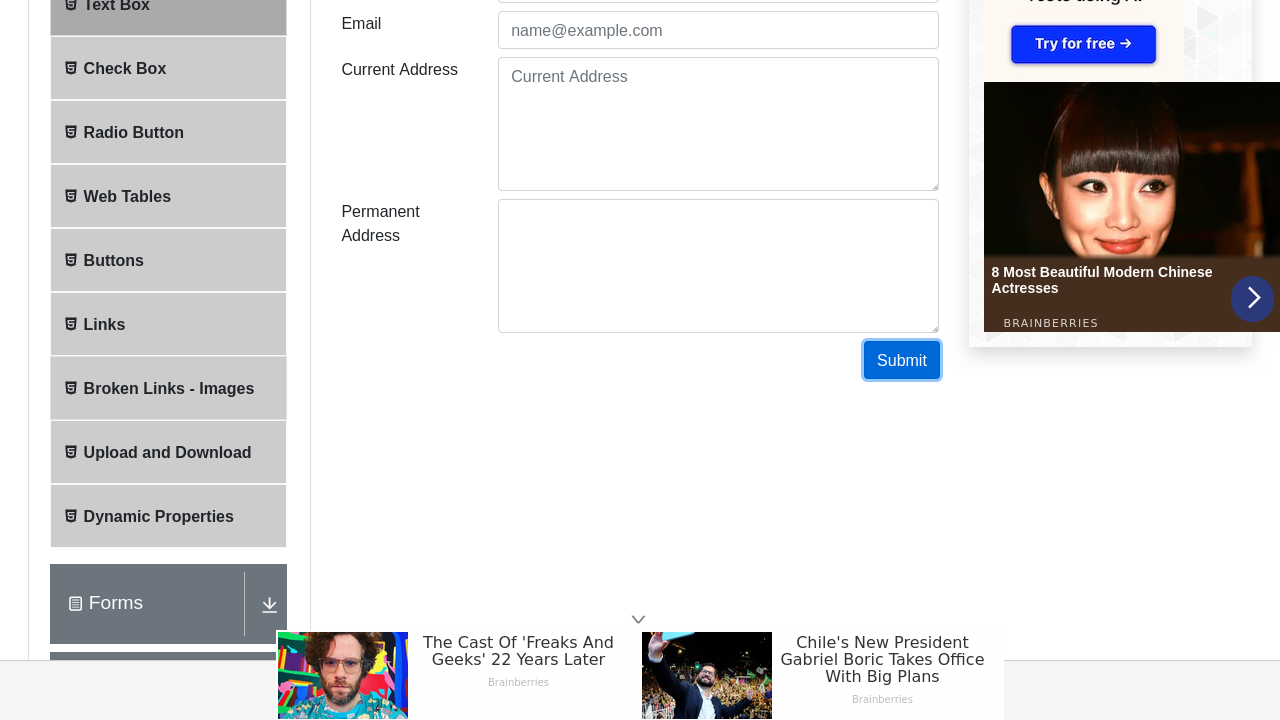 Text Box
Check Box
Radio Button
Web Tables
Buttons
Links
Broken Links - Images
Upload and Download
Dynamic Properties
Forms
Email
name@example.com
Current Address
Current Address
Permanent
Address
Submit
Try for free →
8 Most Beautiful Modern Chinese
Actresses
BRAINBERRIES
The Cast Of 'Freaks And
Geeks' 22 Years Later
Brainberries
Chile's New President
Gabriel Boric Takes Office
With Big Plans
Brainberries